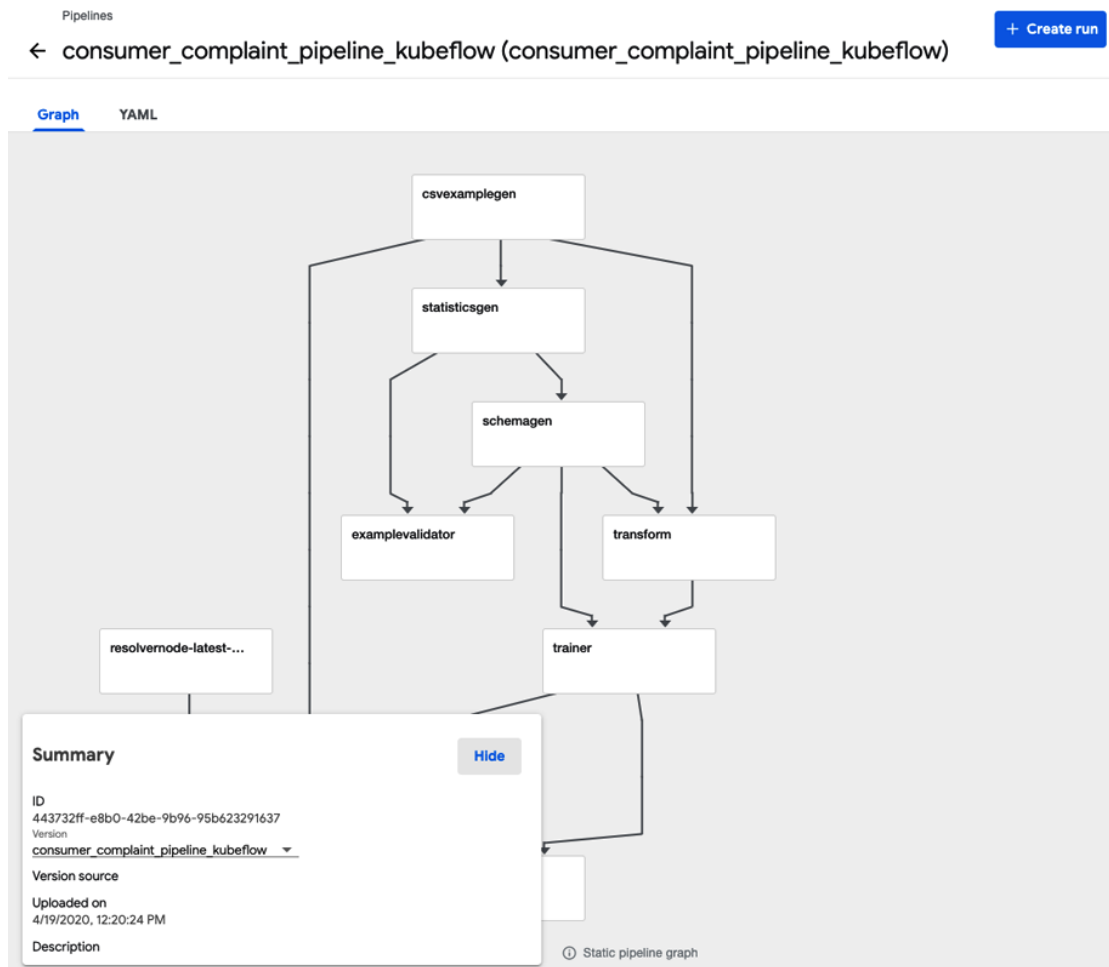 Pipelines
← consumer_complaint_pipeline_kubeflow (consumer_complaint_pipeline_kubeflow)
+ Create run
Graph
YAML
csvexamplegen
statisticsgen
schemagen
examplevalidator
transform
resolvernode-latest-...
trainer
Summary
Hide
ID
443732ff-e8b0-42be-9b96-95b623291637
Version
consumer_complaint_pipeline_kubeflow
Version source
Uploaded on
4/19/2020, 12:20:24 PM
Description
Static pipeline graph